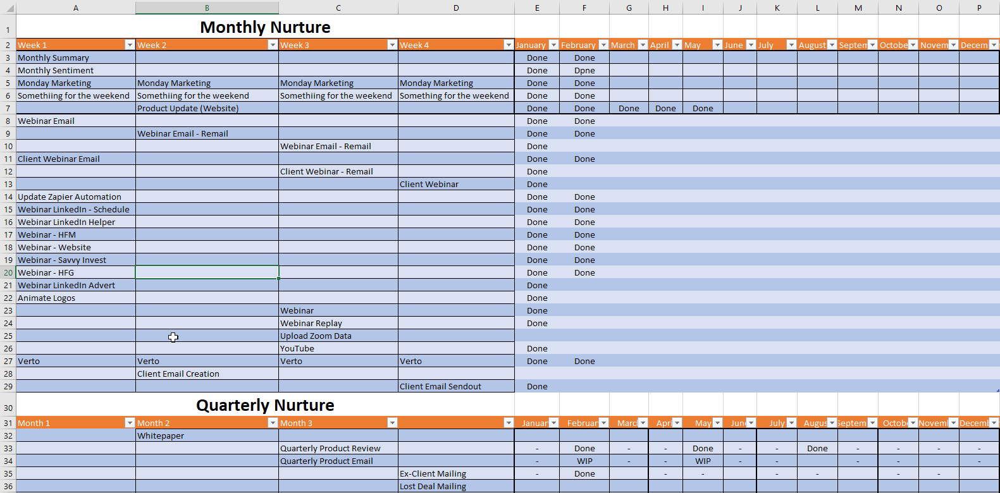 A B C D E F G H I J K L M N O P
1 Monthly Nurture
2 Week 1 Week 2 Week 3 Week 4 January February March April May June July August Septem Octobe Novem Decem
3 Monthly Summary Done Done
4 Monthly Sentiment Done Dpne
5 Monday Marketing Monday Marketing Monday Marketing Monday Marketing Done Done
6 Somethiing for the weekend Somethiing for the weekend Somethiing for the weekend Something for the weekend Done Done
7 Product Update (Website) Done Done Done Done Done
8 Webinar Email Done Done
9 Webinar Email - Remail Done Done
10 Webinar Email - Remail Done
11 Client Webinar Email Done Done
12 Client Webinar - Remail Done
13 Client Webinar Done
14 Update Zapier Automation Done Done
15 Webinar LinkedIn - Schedule Done Done
16 Webinar LinkedIn Helper Done Done
17 Webinar - HFM Done Done
18 Webinar - Website Done Done
19 Webinar - Savvy Invest Done Done
20 Webinar - HFG Done Done
21 Webinar LinkedIn Advert Done
22 Animate Logos Done
23 Webinar Done
24 Webinar Replay Done
25 Upload Zoom Data
26 YouTube Done
27 Verto Verto Verto Verto Done Done
28 Client Email Creation
29 Client Email Sendout Done
30 Quarterly Nurture
31 Month 1 Month 2 Month 3 Januar Februar Marcl Apri May Jun July Augus Septem Octob Novem Decem
32 Whitepaper
33 Quarterly Product Review - Done - - Done - - Done - - - -
34 Quarterly Product Email - WIP - - WIP - - - - - -
35 Ex-Client Mailing - Done - - - - - -
36 Lost Deal Mailing